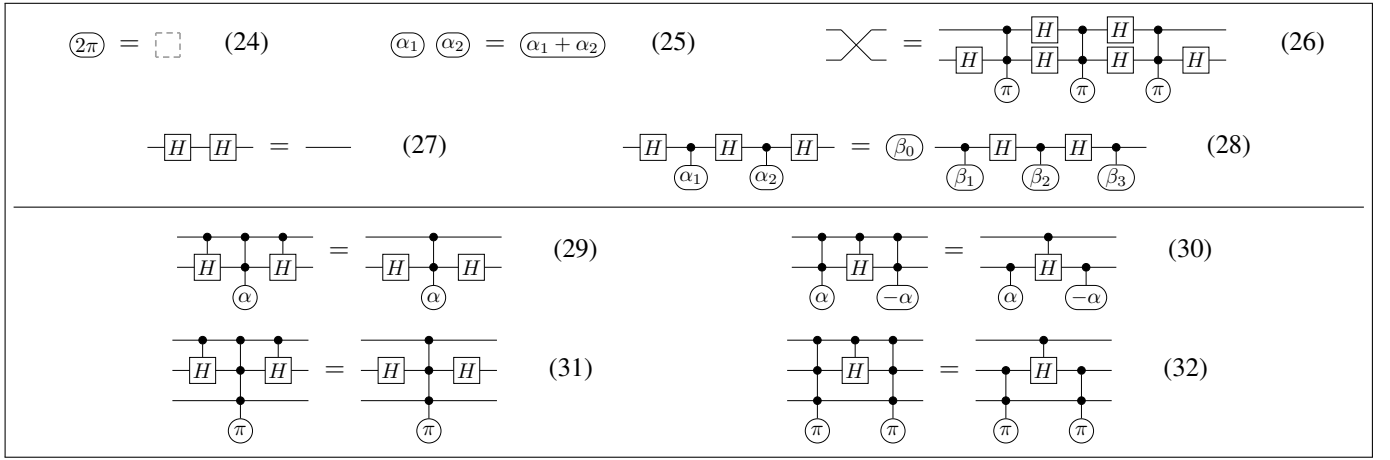 2π = (24) α₁ α₂ = α₁ + α₂ (25) = H H H H H H π π π (26)
H H = (27) H α₁ H α₂ H = β₀ β₁ H β₂ H β₃ (28)
H α H = H α H (29) α H −α = α H −α (30)
H π H = H π H (31) π H π = π H π (32)